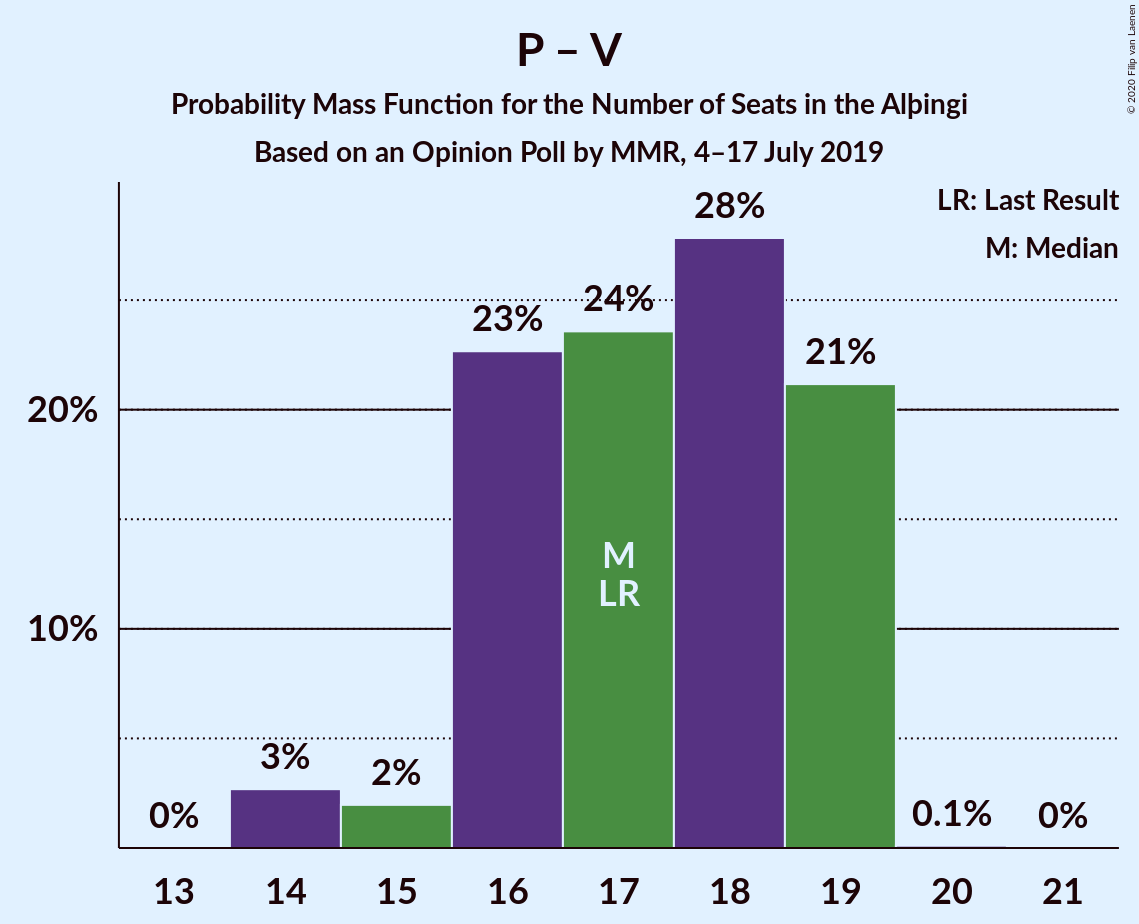 P – V
Probability Mass Function for the Number of Seats in the Alþingi
Based on an Opinion Poll by MMR, 4–17 July 2019
© 2020 Filip van Laenen
LR: Last Result
M: Median
28%
24%
23%
21%
20%
M
LR
10%
3%
2%
0%
0.1%
0%
13 14 15 16 17 18 19 20 21